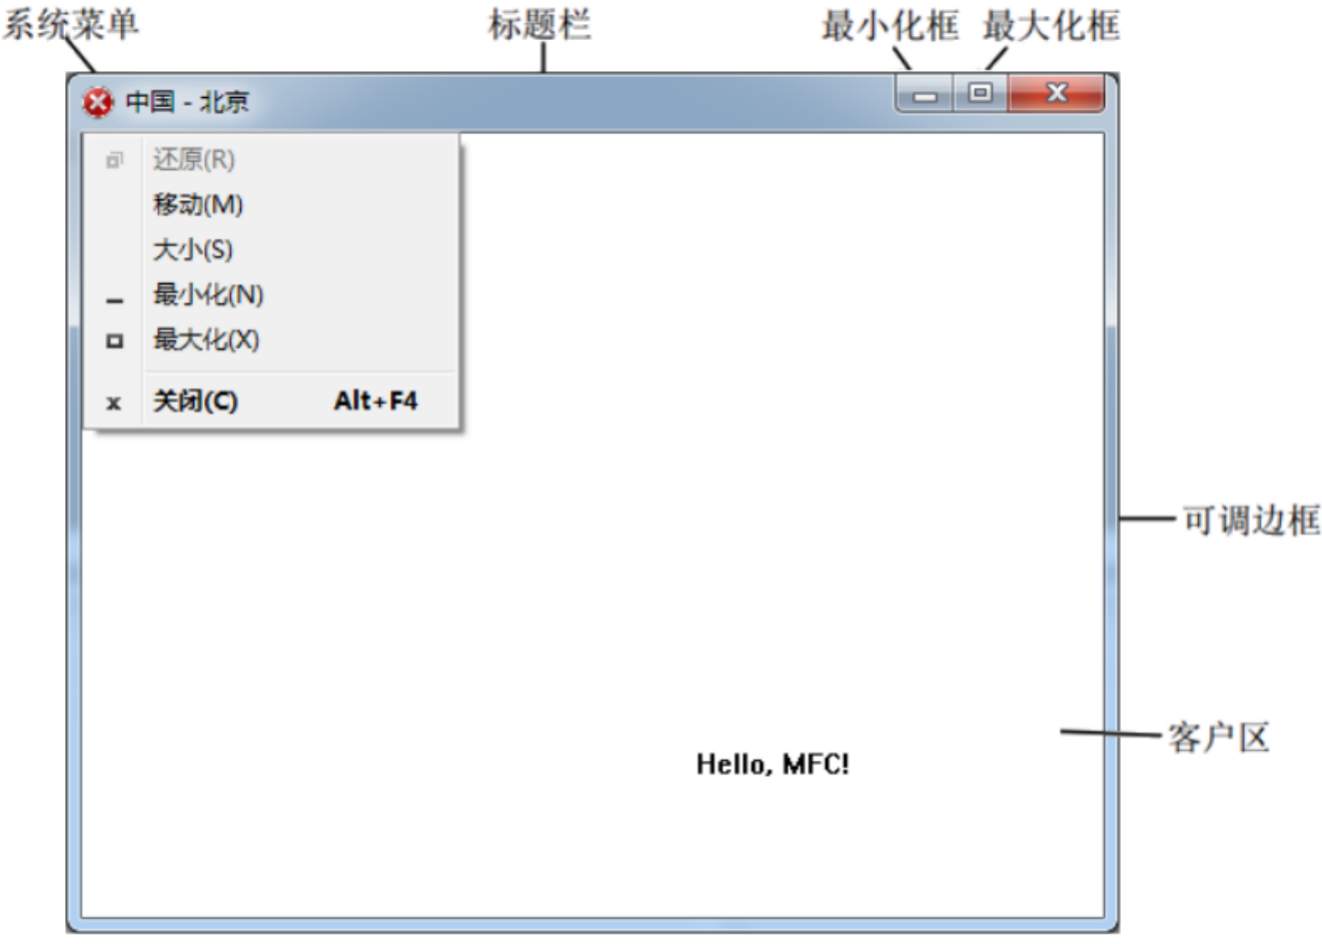 系统菜单 标题栏 最小化框 最大化框
中国 - 北京
还原(R)
移动(M)
大小(S)
最小化(N)
最大化(X)
关闭(C) Alt+F4
可调边框
客户区
Hello, MFC!